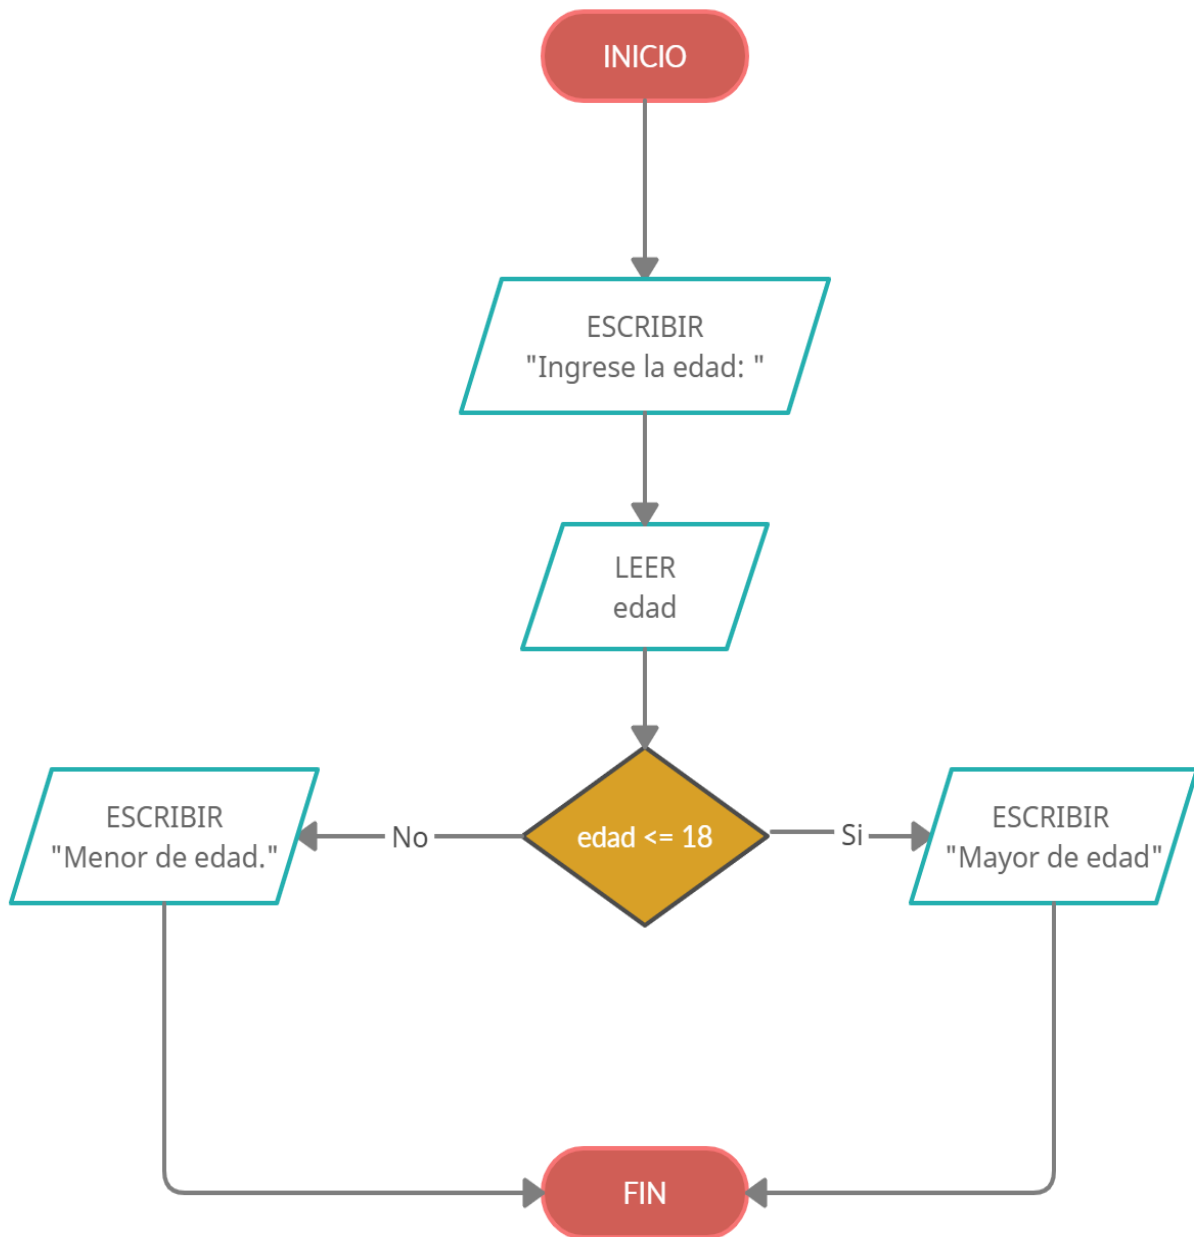 INICIO
ESCRIBIR
"Ingrese la edad: "
LEER
edad
ESCRIBIR
"Menor de edad."
No
edad <= 18
Si
ESCRIBIR
"Mayor de edad"
FIN